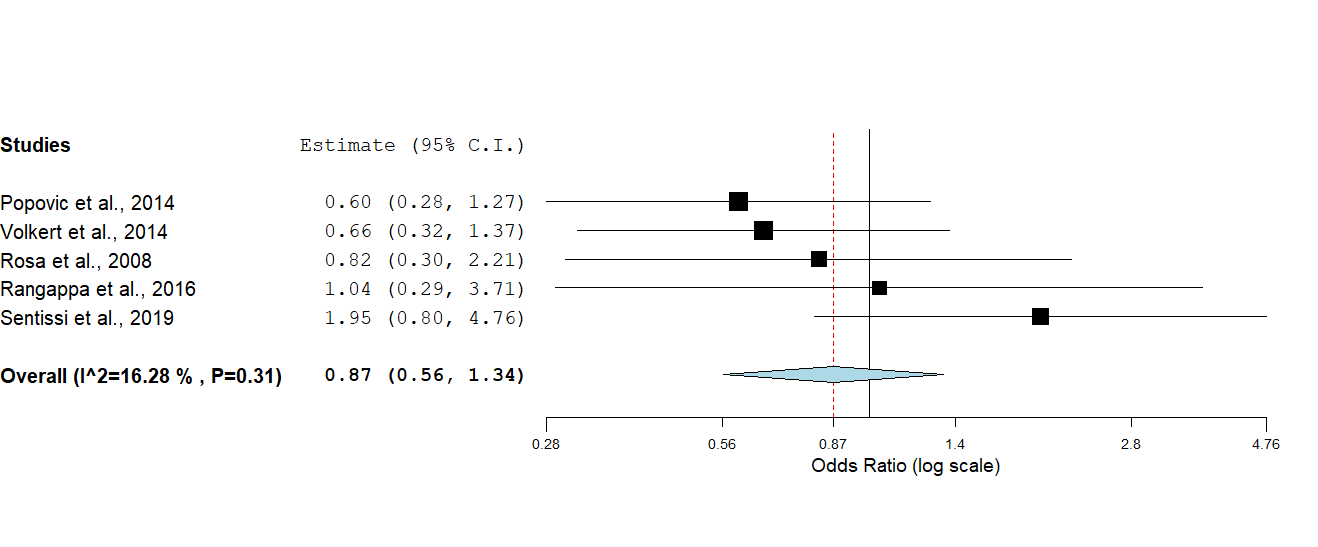 Studies Estimate (95% C.I.)
Popovic et al., 2014 0.60 (0.28, 1.27)
Volkert et al., 2014 0.66 (0.32, 1.37)
Rosa et al., 2008 0.82 (0.30, 2.21)
Rangappa et al., 2016 1.04 (0.29, 3.71)
Sentissi et al., 2019 1.95 (0.80, 4.76)
Overall (I^2=16.28 % , P=0.31) 0.87 (0.56, 1.34)
0.28 0.56 0.87 1.4 2.8 4.76
Odds Ratio (log scale)